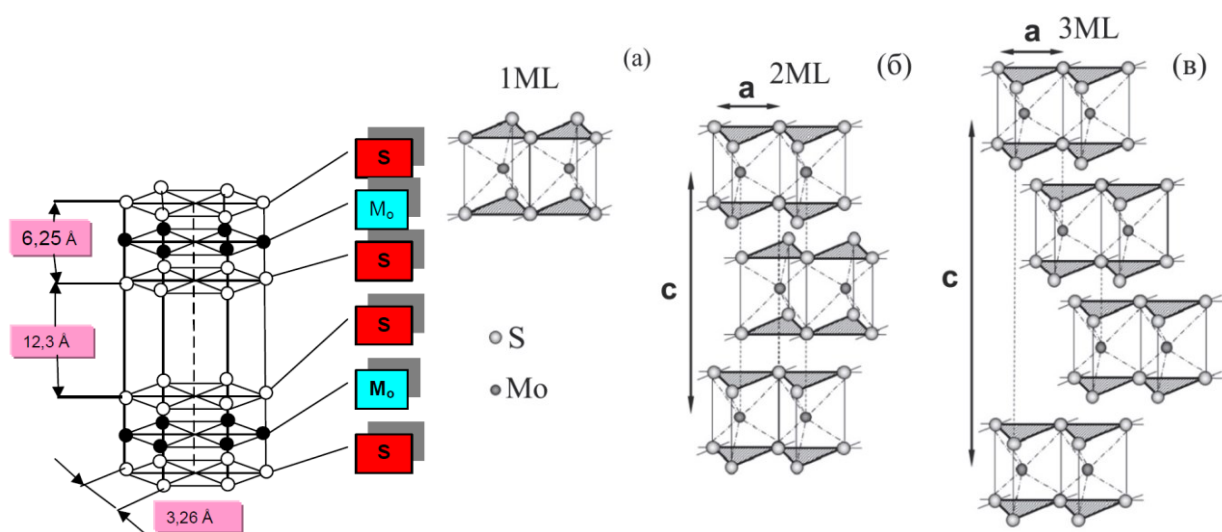 6,25 Å
12,3 Å
3,26 Å
S
Mo
S
S
Mo
S
1ML
(а)
S
Mo
2ML
(б)
a
c
3ML
(в)
a
c